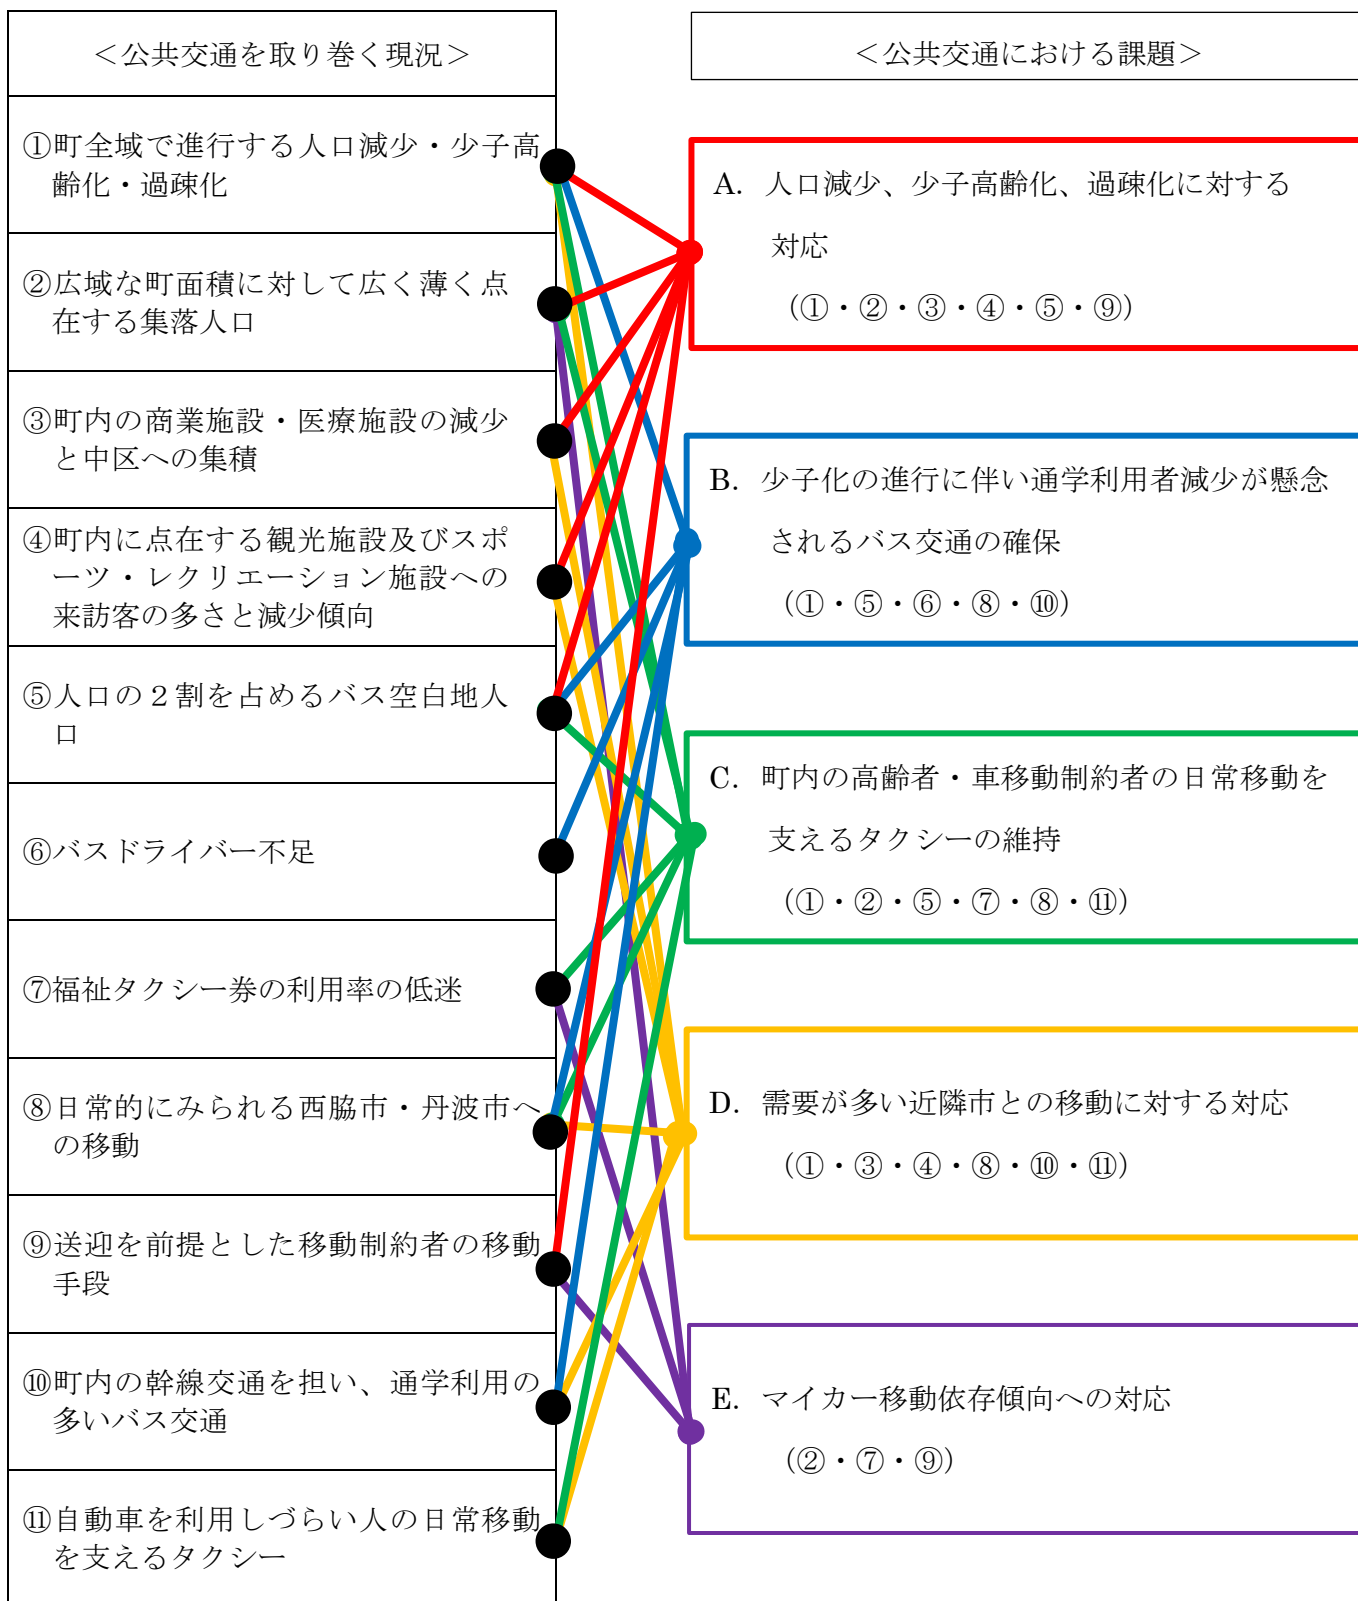 ＜公共交通を取り巻く現況＞
①町全域で進行する人口減少・少子高
齢化・過疎化
②広域な町面積に対して広く薄く点
在する集落人口
③町内の商業施設・医療施設の減少
と中区への集積
④町内に点在する観光施設及びスポ
ーツ・レクリエーション施設への
来訪客の多さと減少傾向
⑤人口の２割を占めるバス空白地人
口
⑥バスドライバー不足
⑦福祉タクシー券の利用率の低迷
⑧日常的にみられる西脇市・丹波市へ
の移動
⑨送迎を前提とした移動制約者の移動
手段
⑩町内の幹線交通を担い、通学利用の
多いバス交通
⑪自動車を利用しづらい人の日常移動
を支えるタクシー
＜公共交通における課題＞
A．人口減少、少子高齢化、過疎化に対する
対応
（①・②・③・④・⑤・⑨）
B．少子化の進行に伴い通学利用者減少が懸念
されるバス交通の確保
（①・⑤・⑥・⑧・⑩）
C．町内の高齢者・車移動制約者の日常移動を
支えるタクシーの維持
（①・②・⑤・⑦・⑧・⑪）
D．需要が多い近隣市との移動に対する対応
（①・③・④・⑧・⑩・⑪）
E．マイカー移動依存傾向への対応
（②・⑦・⑨）